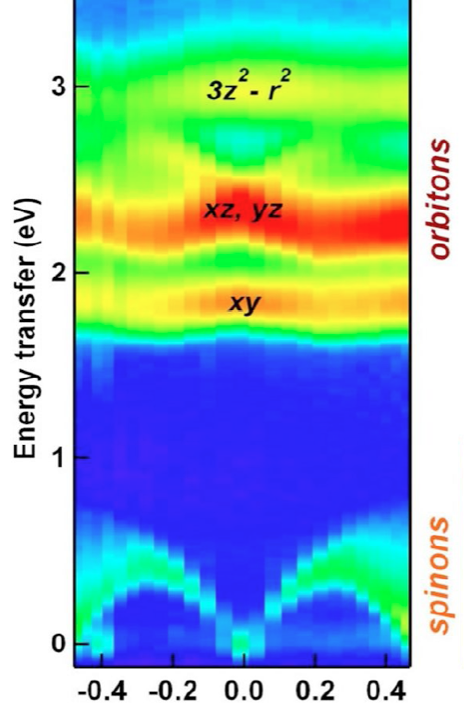 Energy transfer (eV)
3
2
1
0
3z² - r²
xz, yz
xy
orbitons
spinons
-0.4 -0.2 0.0 0.2 0.4